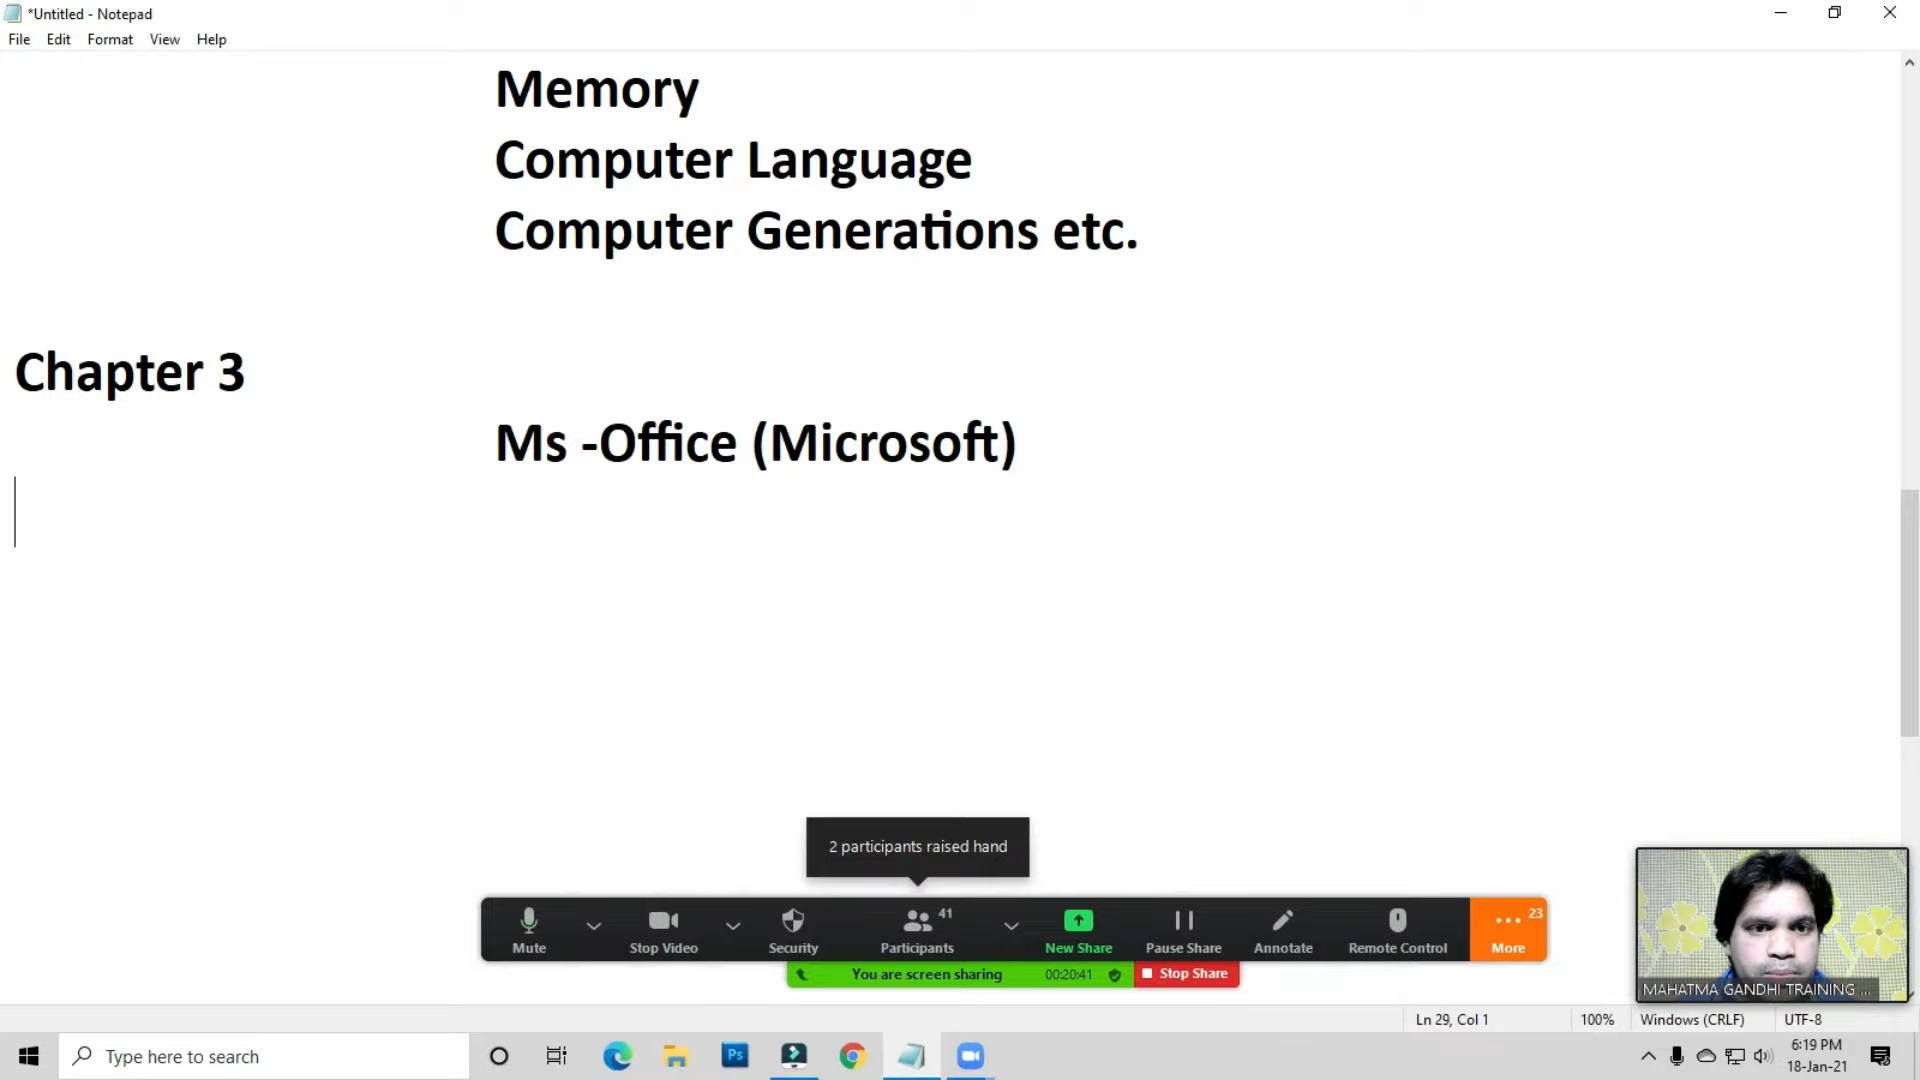 *Untitled - Notepad
File Edit Format View Help
Memory
Computer Language
Computer Generations etc.
Chapter 3
Ms -Office (Microsoft)
2 participants raised hand
41
23
Mute Stop Video Security Participants New Share Pause Share Annotate Remote Control More
You are screen sharing 00:20:41 Stop Share
MAHATMA GANDHI TRAINING ...
Ln 29, Col 1 100% Windows (CRLF) UTF-8
Type here to search
Ps
6:19 PM
18-Jan-21